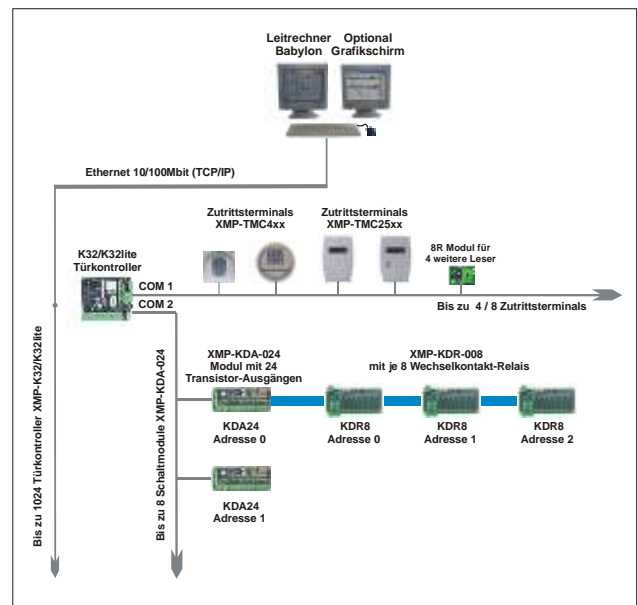 Leitrechner
Babylon
Optional
Grafikschirm
Ethernet 10/100Mbit (TCP/IP)
Zutrittsterminals
XMP-TMC4xx
Zutrittsterminals
XMP-TMC25xx
8R Modul für
4 weitere Leser
K32/K32lite
Türkontroller
COM 1
COM 2
Bis zu 4 / 8 Zutrittsterminals
XMP-KDA-024
Modul mit 24
Transistor-Ausgängen
XMP-KDR-008
mit je 8 Wechselkontakt-Relais
KDA24
Adresse 0
KDR8
Adresse 0
KDR8
Adresse 1
KDR8
Adresse 2
KDA24
Adresse 1
Bis zu 1024 Türkontroller XMP-K32/K32lite
Bis zu 8 Schaltmodule XMP-KDA-024